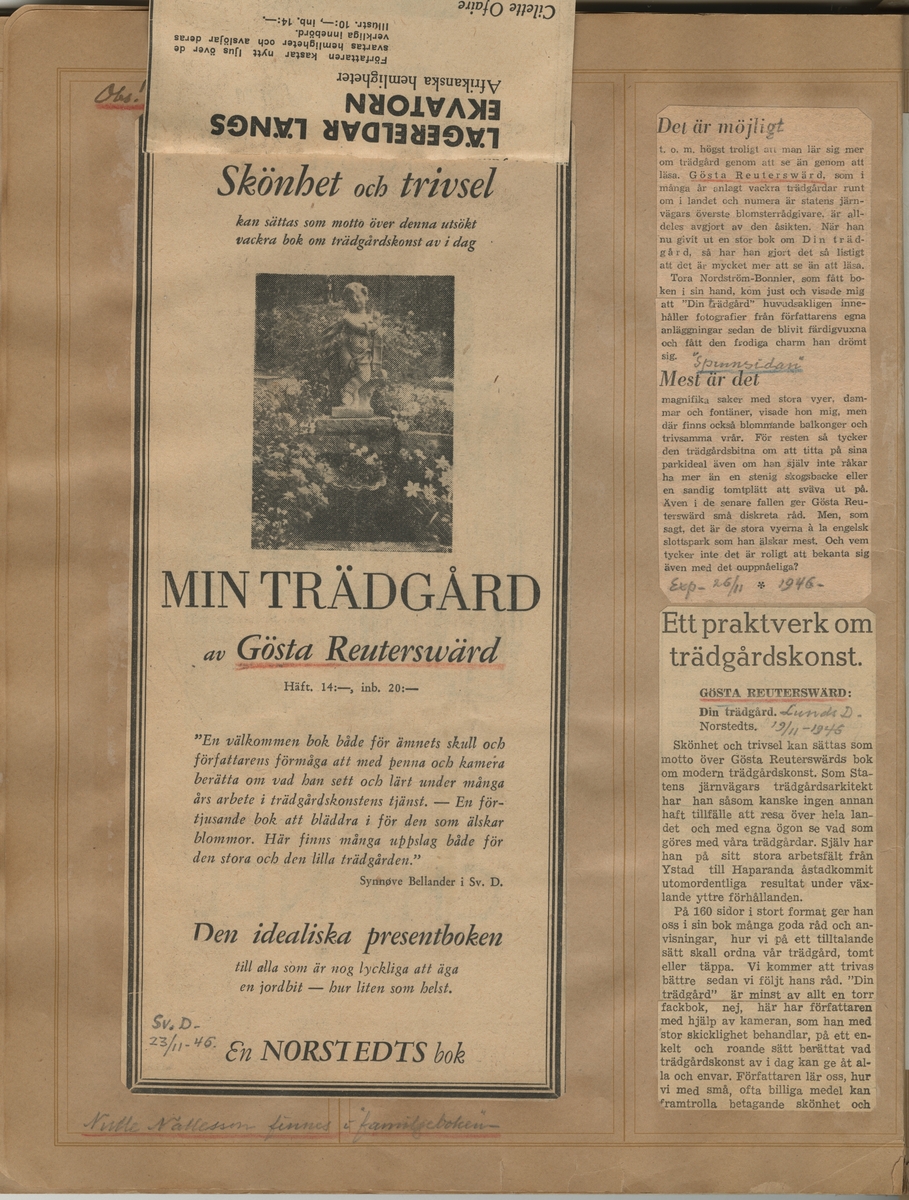 Obs!
Cilette Ofaire
LÄGERELDAR LÄNGS
EKVATORN
Afrikanska hemligheter
Författaren kastar nytt ljus över de
svartas hemligheter och avslöjar deras
verkliga innebörd.
Illustr. 10:—, inb. 14:—.
Skönhet och trivsel
kan sättas som motto över denna utsökt
vackra bok om trädgårdskonst av i dag
MIN TRÄDGÅRD
av Gösta Reuterswärd
Häft. 14:—, inb. 20:—
"En välkommen bok både för ämnets skull och
författarens förmåga att med penna och kamera
berätta om vad han sett och lärt under många
års arbete i trädgårdskonstens tjänst. — En för-
tjusande bok att bläddra i för den som älskar
blommor. Här finns många uppslag både för
den stora och den lilla trädgården."
Synnøve Bellander i Sv. D.
Den idealiska presentboken
till alla som är nog lyckliga att äga
en jordbit — hur liten som helst.
Sv. D-
23/11-46.
En NORSTEDTS bok
finnes i "familjeboken"
Det är möjligt
t. o. m. högst troligt att man lär sig mer
om trädgård genom att se än genom att
läsa. Gösta Reuterswärd, som i
många år anlagt vackra trädgårdar runt
om i landet och numera är statens järn-
vägars överste blomsterrådgivare, är all-
deles avgjort av den åsikten. När han
nu givit ut en stor bok om Din träd-
gård, så har han gjort det så listigt
att det är mycket mer att se än att läsa.
Tora Nordström-Bonnier, som fått bo-
ken i sin hand, kom just och visade mig
att "Din trädgård" huvudsakligen inne-
håller fotografier från författarens egna
anläggningar sedan de blivit färdigvuxna
och fått den frodiga charm han drömt
sig. "Spinnsidan"
Mest är det
magnifika saker med stora vyer, dam-
mar och fontäner, visade hon mig, men
där finns också blommande balkonger och
trivsamma vrår. För resten så tycker
den trädgårdsbitna om att titta på sina
parkideal även om han själv inte råkar
ha mer än en stenig skogsbacke eller
en sandig tomtplätt att sväva ut på.
Även i de senare fallen ger Gösta Reu-
terswärd små diskreta råd. Men, som
sagt, det är de stora vyerna à la engelsk
slottspark som han älskar mest. Och vem
tycker inte det är roligt att bekanta sig
även med det ouppnåeliga?
Exp- 26/11 * 1946-
Ett praktverk om
trädgårdskonst.
GÖSTA REUTERSWÄRD:
Din trädgård. Lunds D-
Norstedts. 19/11-1946
Skönhet och trivsel kan sättas som
motto över Gösta Reuterswärds bok
om modern trädgårdskonst. Som Sta-
tens järnvägars trädgårdsarkitekt
har han såsom kanske ingen annan
haft tillfälle att resa över hela lan-
det och med egna ögon se vad som
göres med våra trädgårdar. Själv har
han på sitt stora arbetsfält från
Ystad till Haparanda åstadkommit
utomordentliga resultat under väx-
lande yttre förhållanden.
På 160 sidor i stort format ger han
oss i sin bok många goda råd och an-
visningar, hur vi på ett tilltalande
sätt skall ordna vår trädgård, tomt
eller täppa. Vi kommer att trivas
bättre sedan vi följt hans råd. "Din
trädgård" är minst av allt en torr
fackbok, nej, här har författaren
med hjälp av kameran, som han med
stor skicklighet behandlar, på ett en-
kelt och roande sätt berättat vad
trädgårdskonst av i dag kan ge åt al-
la och envar. Författaren lär oss, hur
vi med små, ofta billiga medel kan
framtrolla betagande skönhet och